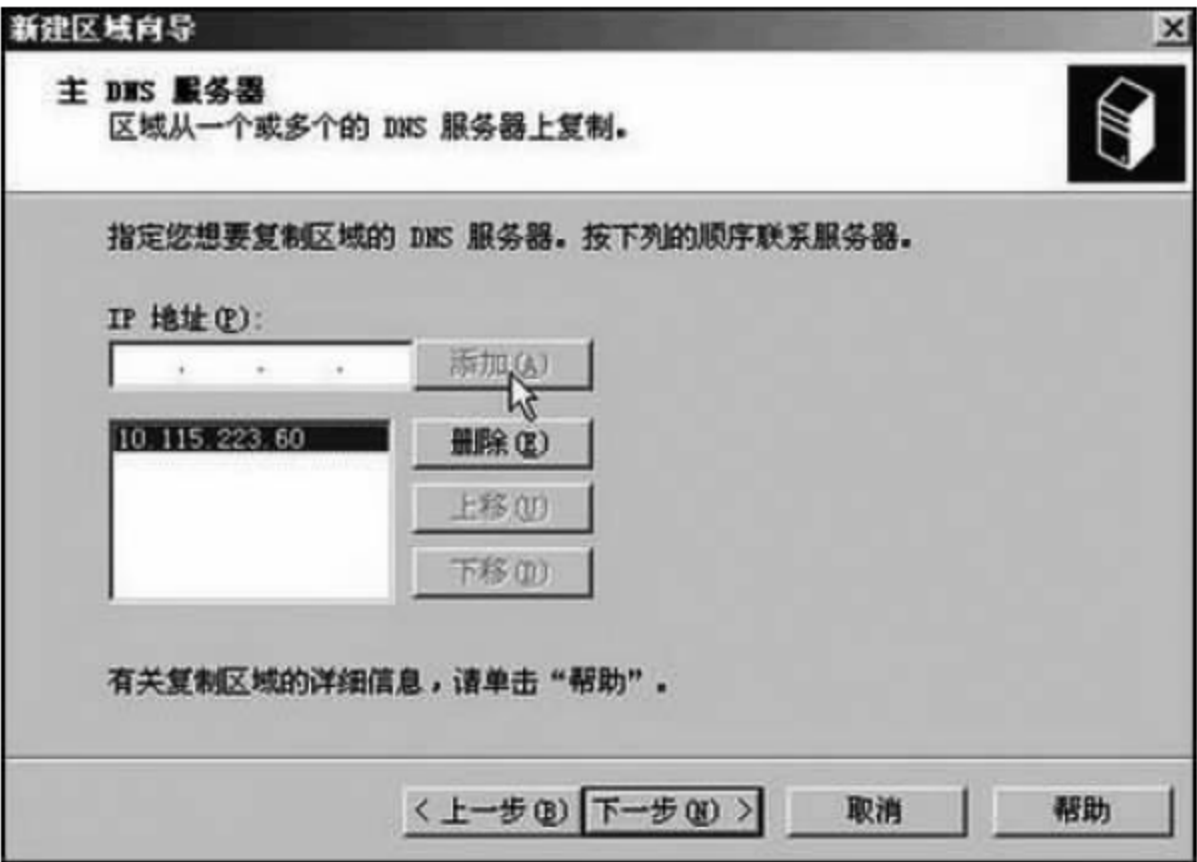 新建区域向导
主 DNS 服务器
区域从一个或多个的 DNS 服务器上复制。
指定您想要复制区域的 DNS 服务器。按下列的顺序联系服务器。
IP 地址(P):
添加(A)
10.115.223.60
删除(E)
上移(U)
下移(D)
有关复制区域的详细信息，请单击“帮助”。
< 上一步(B) 下一步(N) > 取消 帮助